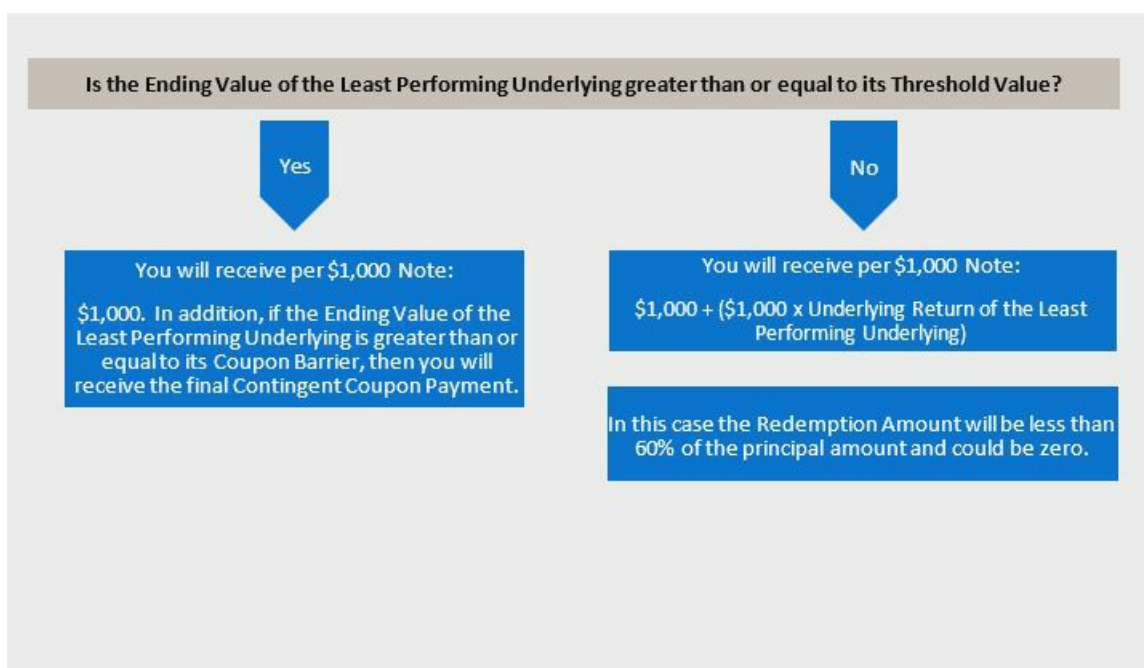 Is the Ending Value of the Least Performing Underlying greater than or equal to its Threshold Value?
Yes
No
You will receive per $1,000 Note:
$1,000. In addition, if the Ending Value of the
Least Performing Underlying is greater than or
equal to its Coupon Barrier, then you will
receive the final Contingent Coupon Payment.
You will receive per $1,000 Note:
$1,000 + ($1,000 x Underlying Return of the Least
Performing Underlying)
In this case the Redemption Amount will be less than
60% of the principal amount and could be zero.